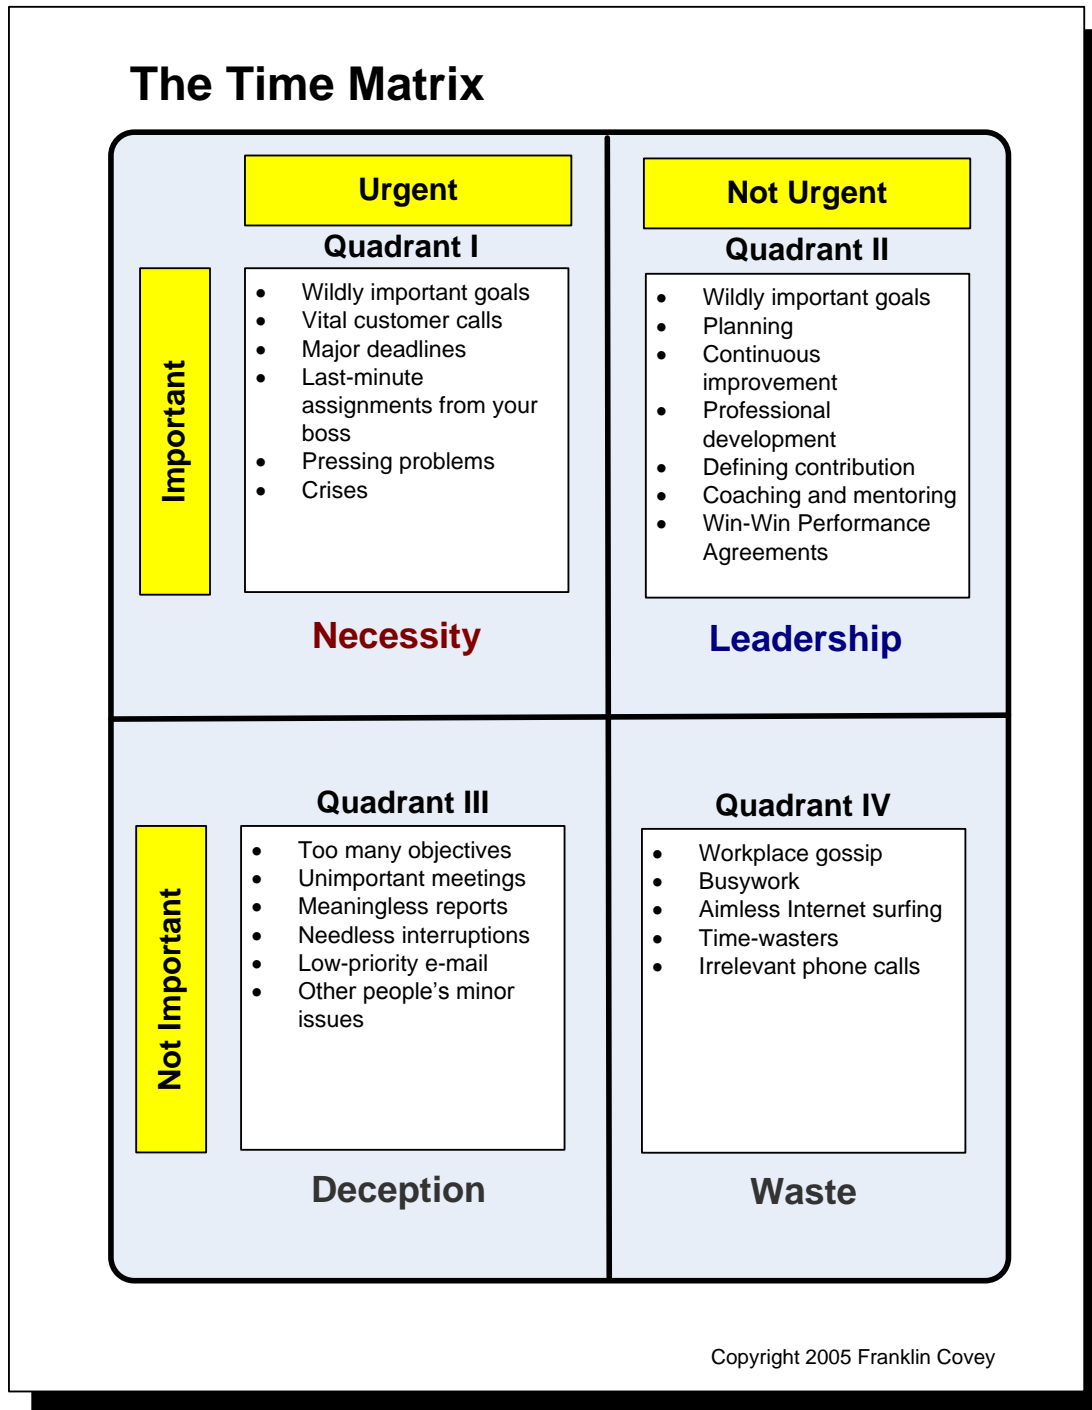 The Time Matrix
Urgent
Not Urgent
Quadrant I
Quadrant II
Important
• Wildly important goals
• Vital customer calls
• Major deadlines
• Last-minute
assignments from your
boss
• Pressing problems
• Crises
• Wildly important goals
• Planning
• Continuous
improvement
• Professional
development
• Defining contribution
• Coaching and mentoring
• Win-Win Performance
Agreements
Necessity
Leadership
Quadrant III
Quadrant IV
Not Important
• Too many objectives
• Unimportant meetings
• Meaningless reports
• Needless interruptions
• Low-priority e-mail
• Other people’s minor
issues
• Workplace gossip
• Busywork
• Aimless Internet surfing
• Time-wasters
• Irrelevant phone calls
Deception
Waste
Copyright 2005 Franklin Covey